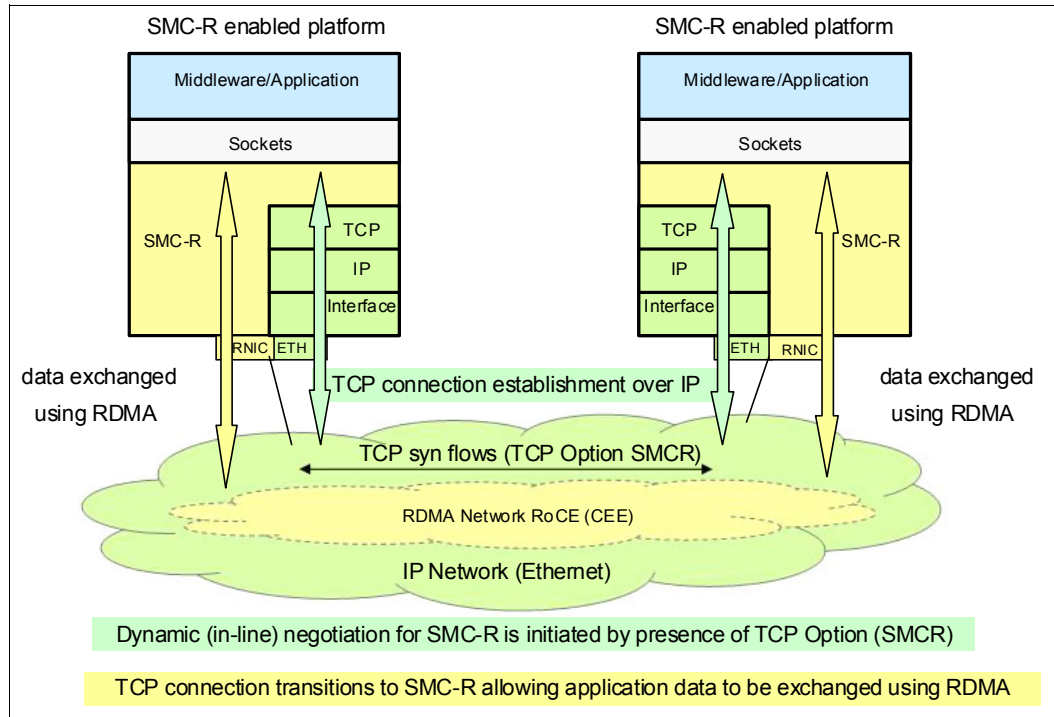 SMC-R enabled platform
SMC-R enabled platform
Middleware/Application
Middleware/Application
Sockets
Sockets
SMC-R
TCP
IP
Interface
TCP
IP
Interface
SMC-R
RNIC
ETH
ETH
RNIC
data exchanged
using RDMA
TCP connection establishment over IP
data exchanged
using RDMA
TCP syn flows (TCP Option SMCR)
RDMA Network RoCE (CEE)
IP Network (Ethernet)
Dynamic (in-line) negotiation for SMC-R is initiated by presence of TCP Option (SMCR)
TCP connection transitions to SMC-R allowing application data to be exchanged using RDMA